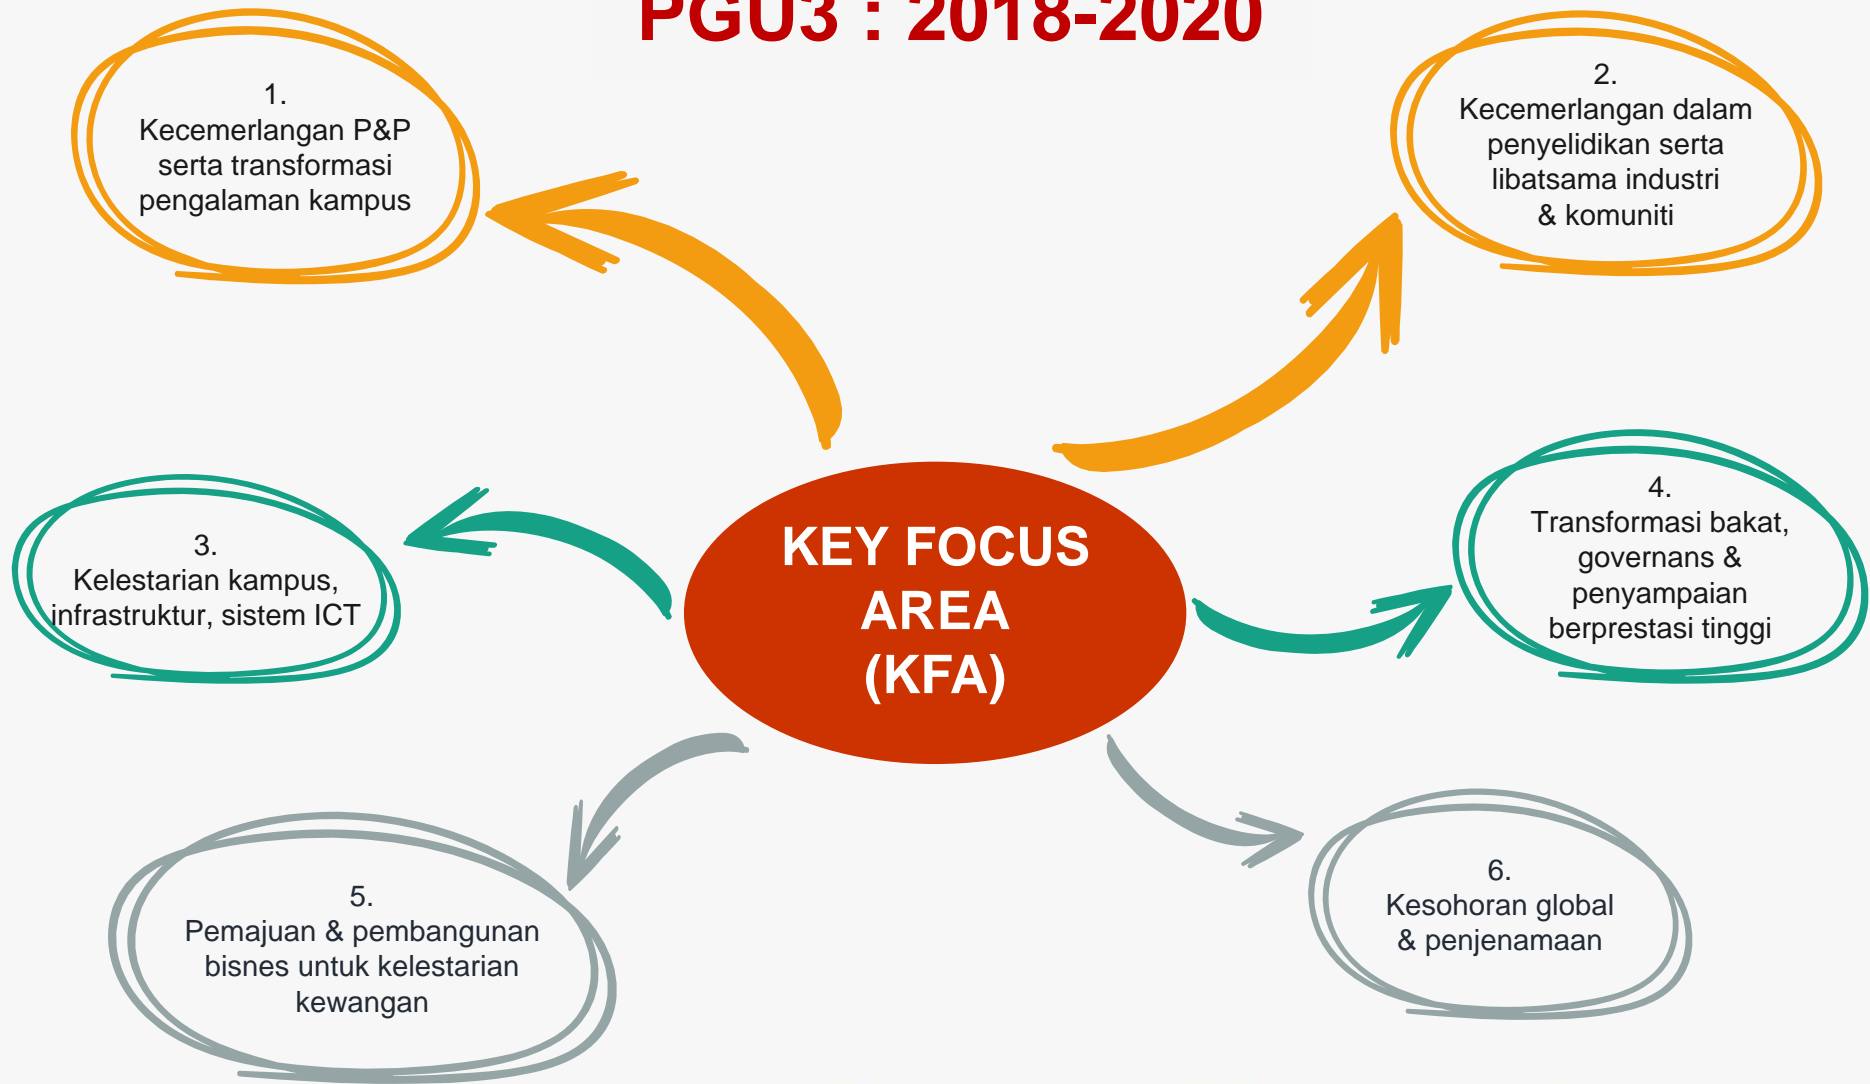 PGU3 : 2018-2020
1.
Kecemerlangan P&P
serta transformasi
pengalaman kampus
2.
Kecemerlangan dalam
penyelidikan serta
libatsama industri
& komuniti
3.
Kelestarian kampus,
infrastruktur, sistem ICT
KEY FOCUS
AREA
(KFA)
4.
Transformasi bakat,
governans &
penyampaian
berprestasi tinggi
5.
Pemajuan & pembangunan
bisnes untuk kelestarian
kewangan
6.
Kesohoran global
& penjenamaan